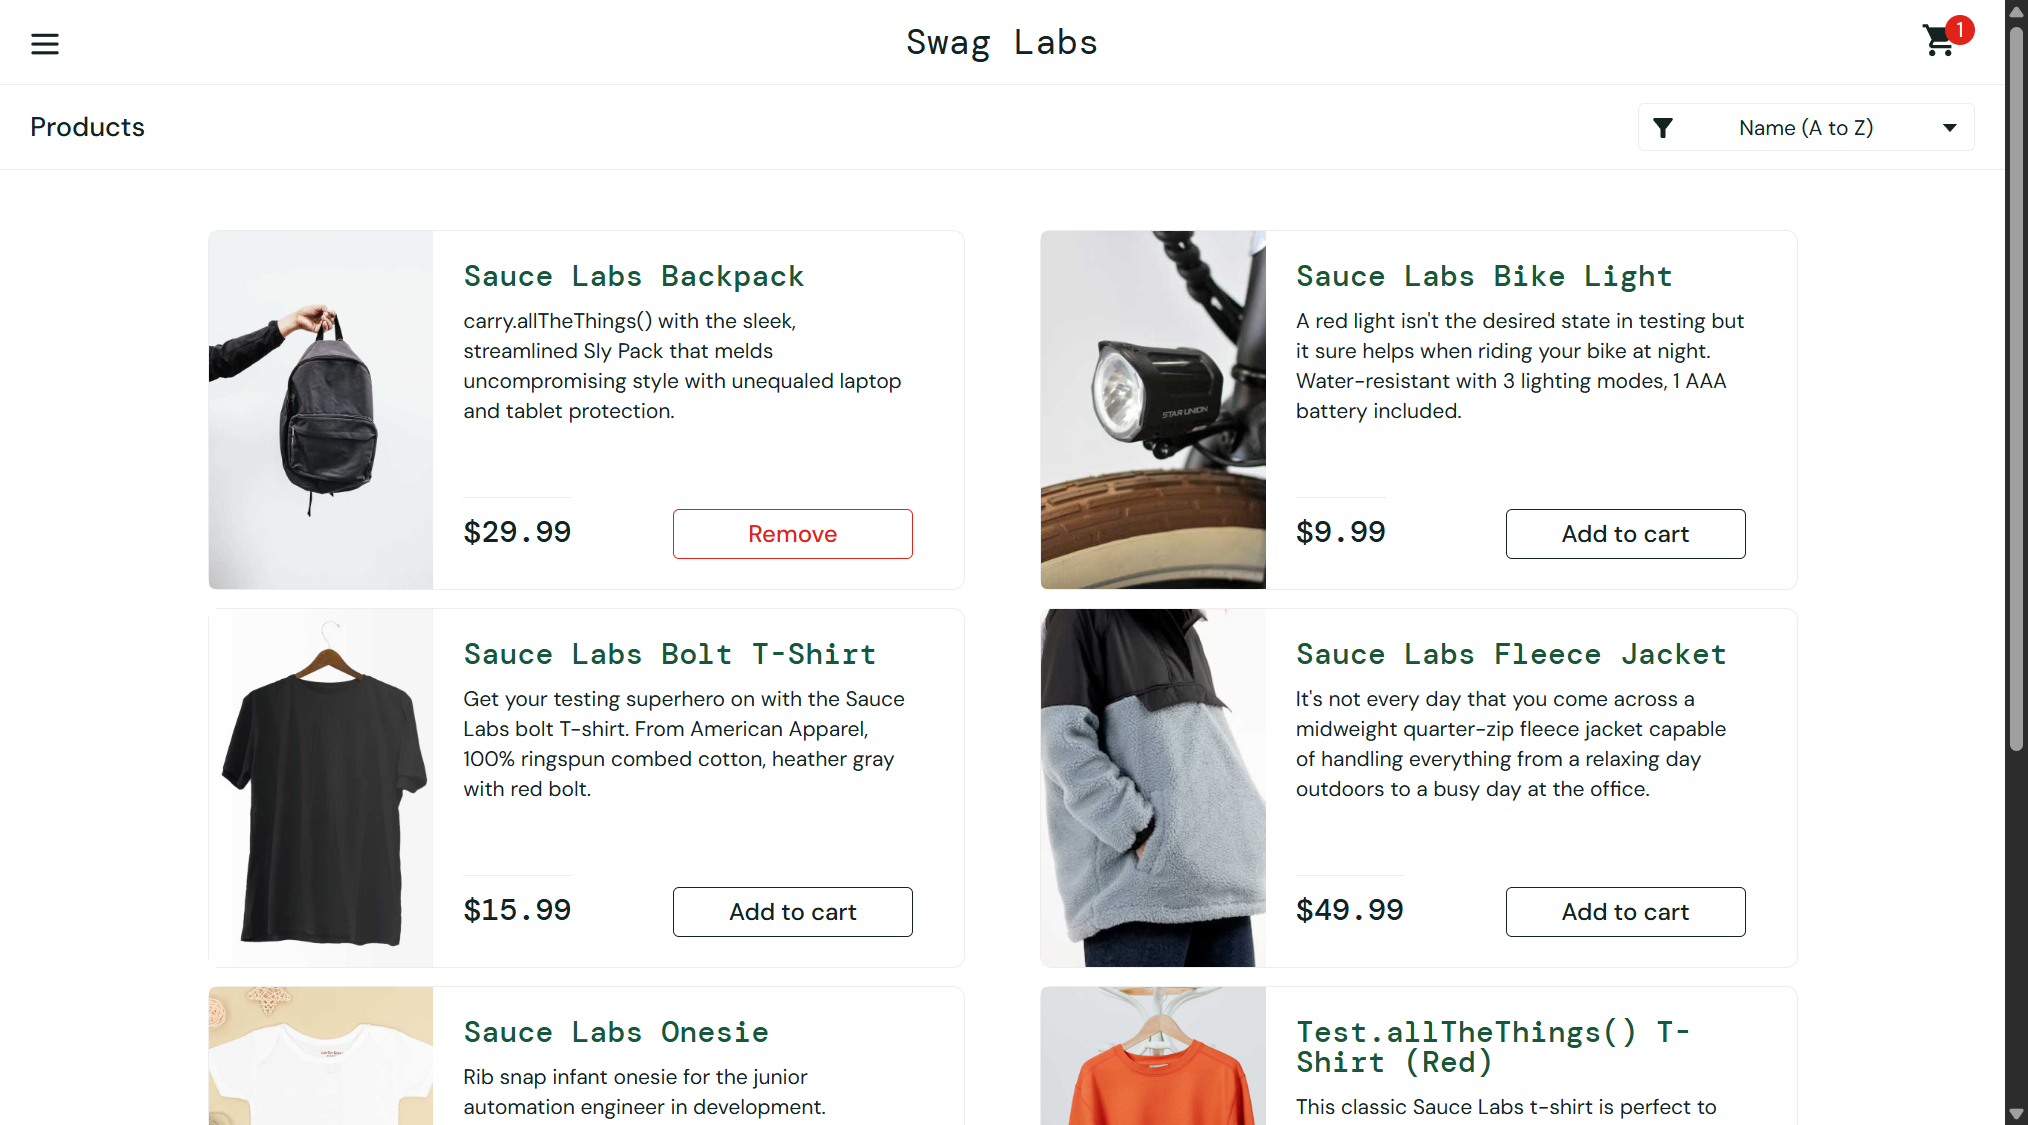 Swag Labs
1
Products
Name (A to Z)
Sauce Labs Backpack
carry.allTheThings() with the sleek,
streamlined Sly Pack that melds
uncompromising style with unequaled laptop
and tablet protection.
$29.99
Remove
Sauce Labs Bike Light
A red light isn't the desired state in testing but
it sure helps when riding your bike at night.
Water-resistant with 3 lighting modes, 1 AAA
battery included.
STAR UNION
$9.99
Add to cart
Sauce Labs Bolt T-Shirt
Get your testing superhero on with the Sauce
Labs bolt T-shirt. From American Apparel,
100% ringspun combed cotton, heather gray
with red bolt.
$15.99
Add to cart
Sauce Labs Fleece Jacket
It's not every day that you come across a
midweight quarter-zip fleece jacket capable
of handling everything from a relaxing day
outdoors to a busy day at the office.
$49.99
Add to cart
Sauce Labs Onesie
Rib snap infant onesie for the junior
automation engineer in development.
Test.allTheThings() T-
Shirt (Red)
This classic Sauce Labs t-shirt is perfect to